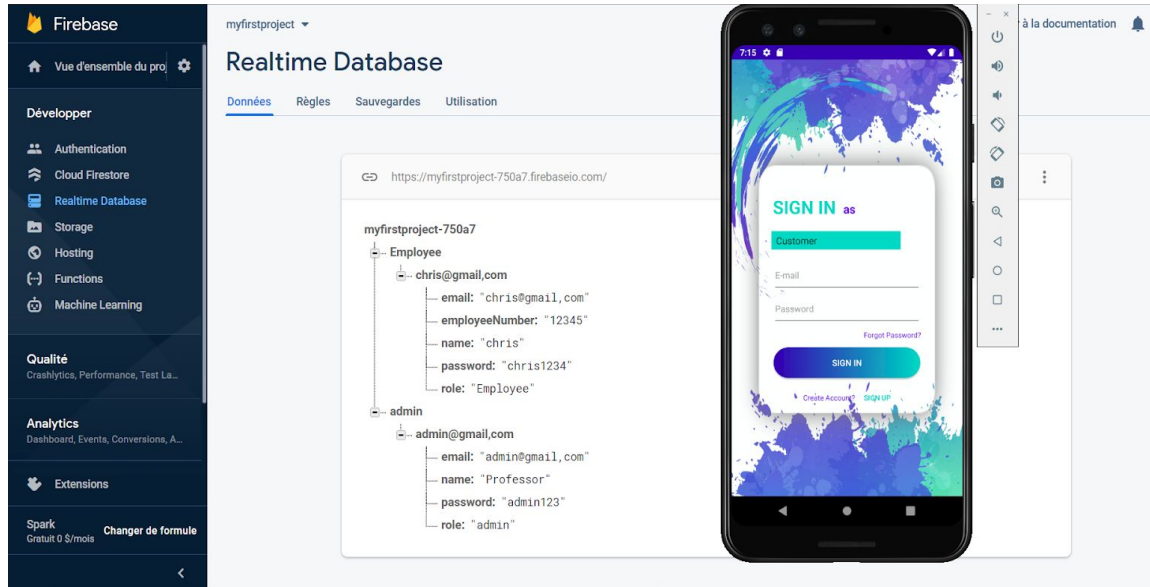 Firebase
Vue d'ensemble du pro
Développer
Authentication
Cloud Firestore
Realtime Database
Storage
Hosting
Functions
Machine Learning
Qualité
Crashlytics, Performance, Test La...
Analytics
Dashboard, Events, Conversions, A...
Extensions
Spark
Gratuit 0 $/mois
Changer de formule
myfirstproject
à la documentation
Realtime Database
Données Règles Sauvegardes Utilisation
https://myfirstproject-750a7.firebaseio.com/
myfirstproject-750a7
Employee
chris@gmail,com
email: "chris@gmail,com"
employeeNumber: "12345"
name: "chris"
password: "chris1234"
role: "Employee"
admin
admin@gmail,com
email: "admin@gmail,com"
name: "Professor"
password: "admin123"
role: "admin"
7:15
SIGN IN as
Customer
E-mail
Password
Forgot Password?
SIGN IN
Create Account? SIGN UP